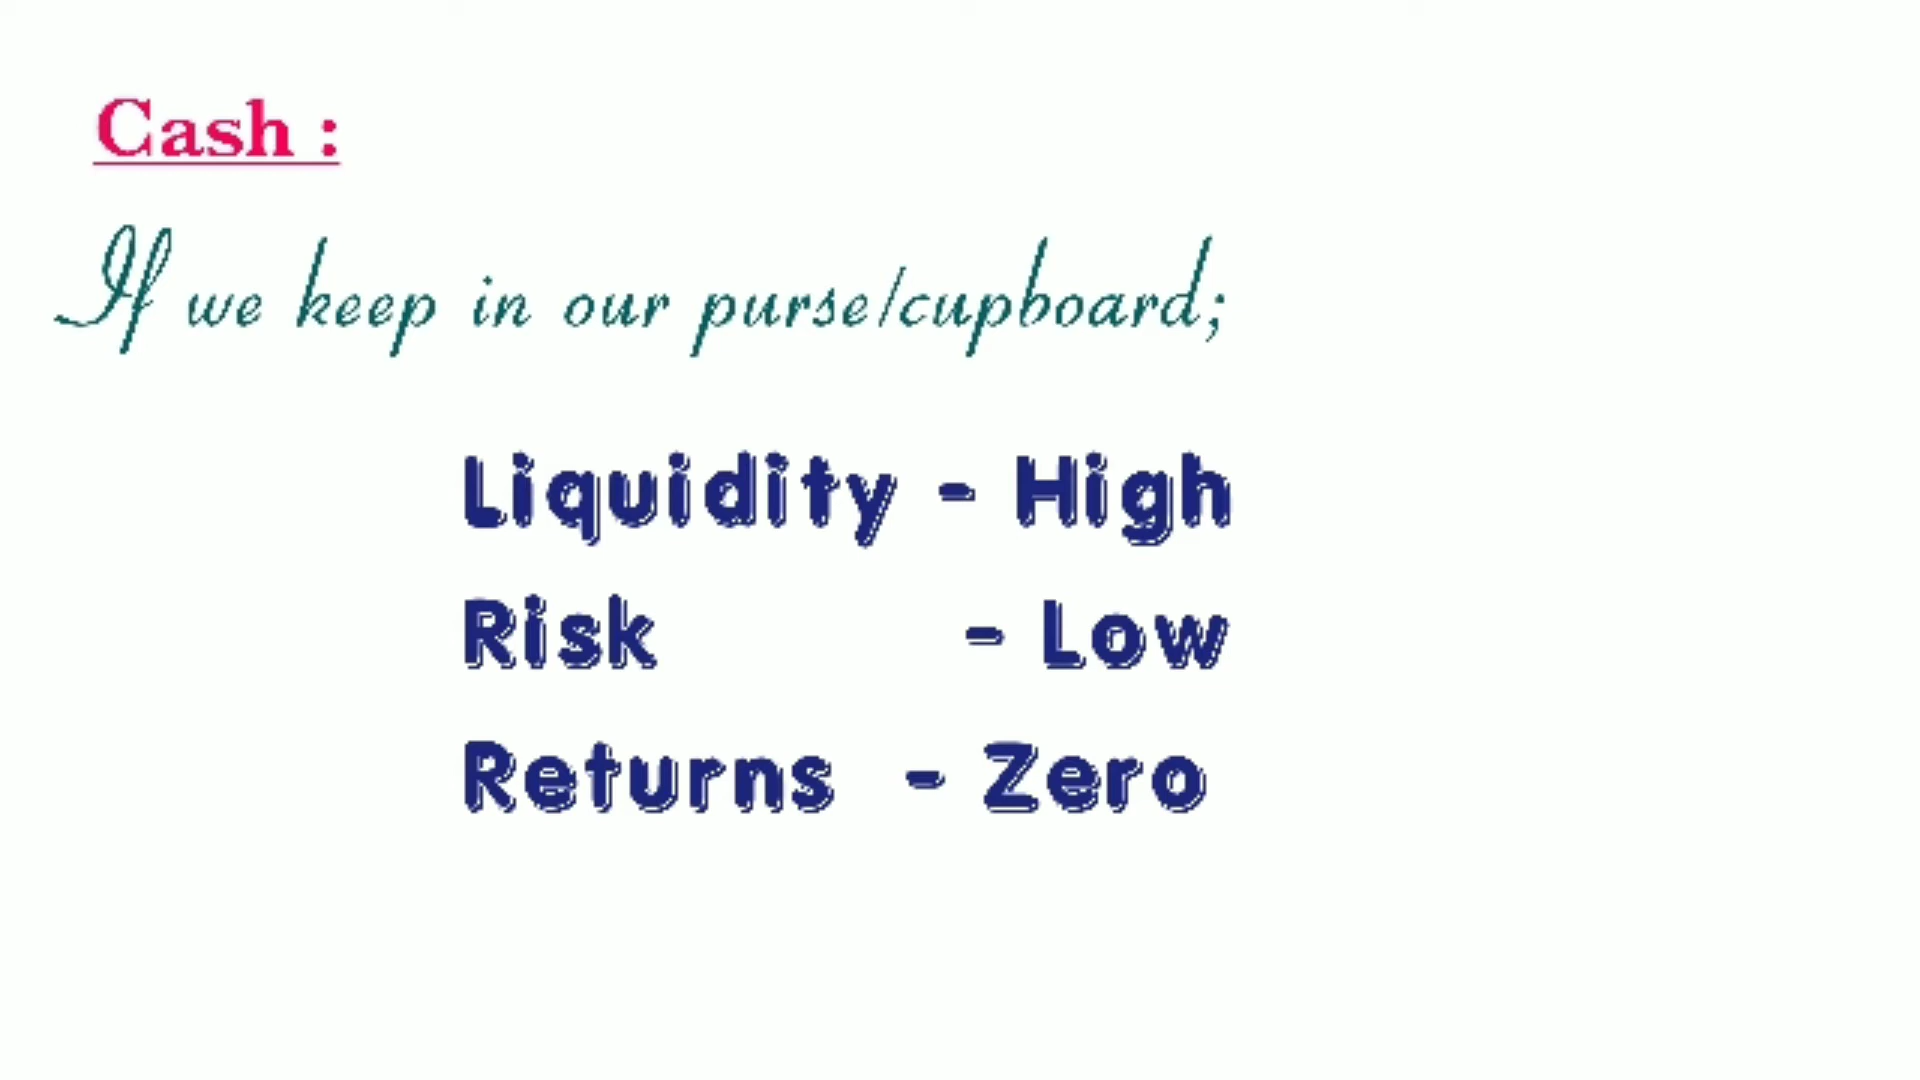 Cash :
If we keep in our purse/cupboard;
Liquidity - High
Risk - Low
Returns - Zero